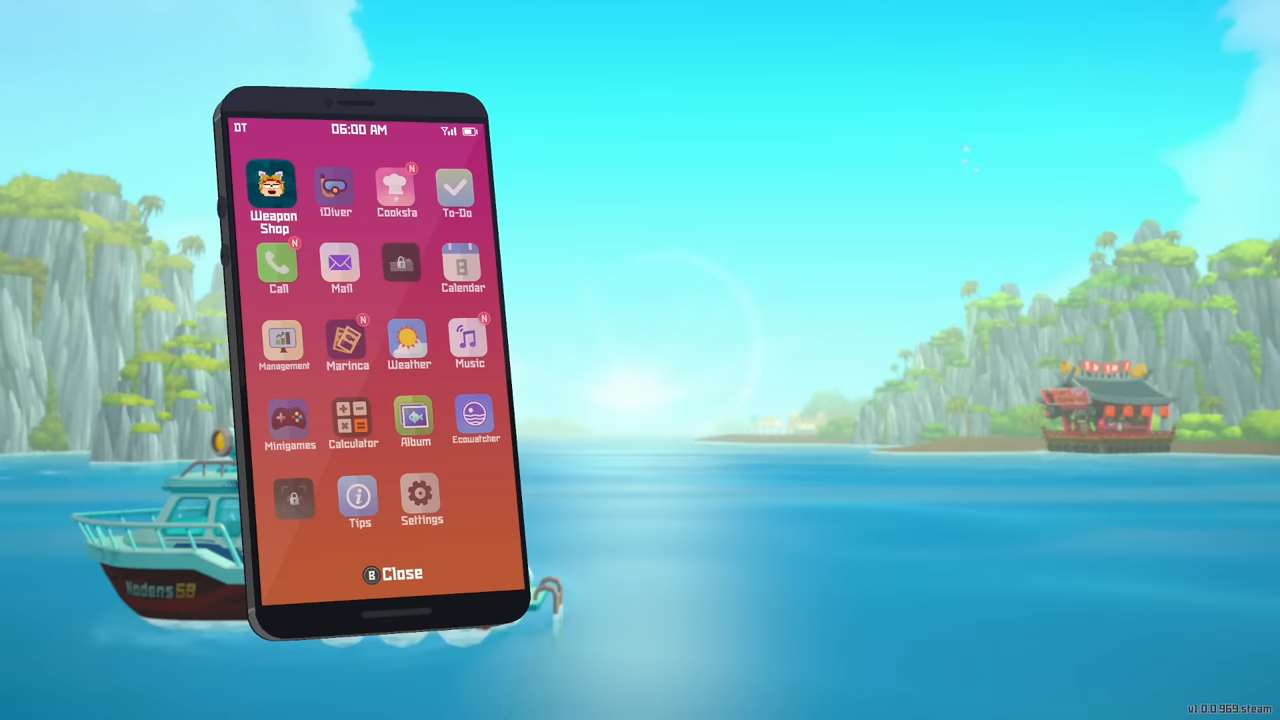 DT
06:00 AM
Weapon
Shop
iDiver
N
Cooksta
To-Do
N
Call
Mail
8
Calendar
Management
N
Marinca
Weather
N
Music
Minigames
Calculator
Album
Ecowatcher
Tips
Settings
B Close
Nodens 58
v1.0.0.969.steam